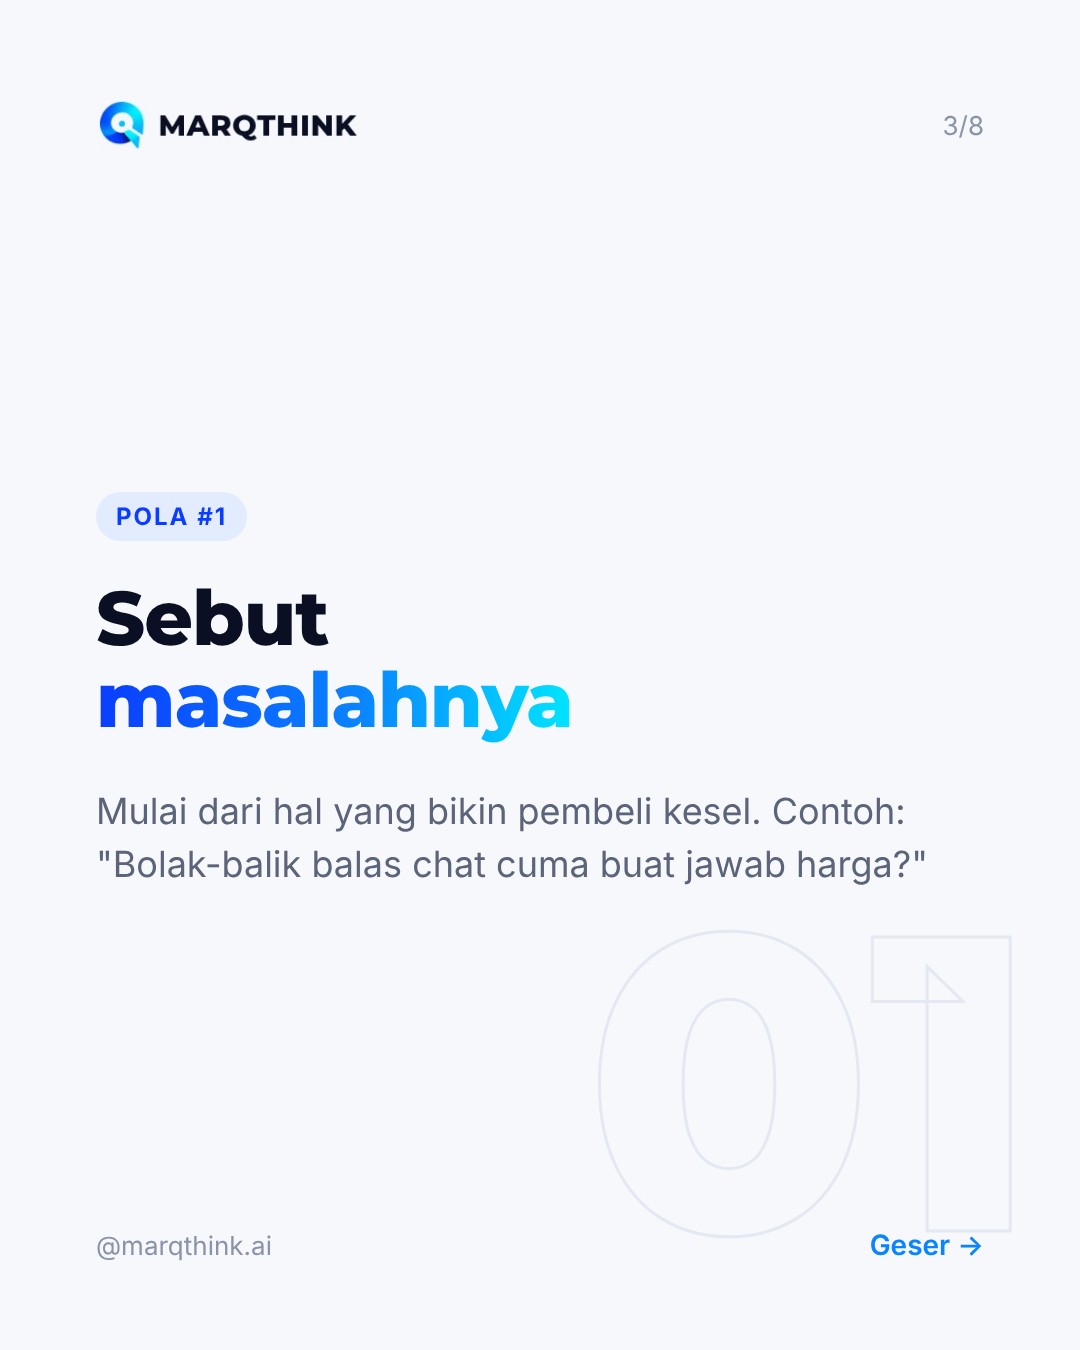 MARQTHINK
3/8
POLA #1
Sebut
masalahnya
Mulai dari hal yang bikin pembeli kesel. Contoh:
"Bolak-balik balas chat cuma buat jawab harga?"
01
@marqthink.ai
Geser →